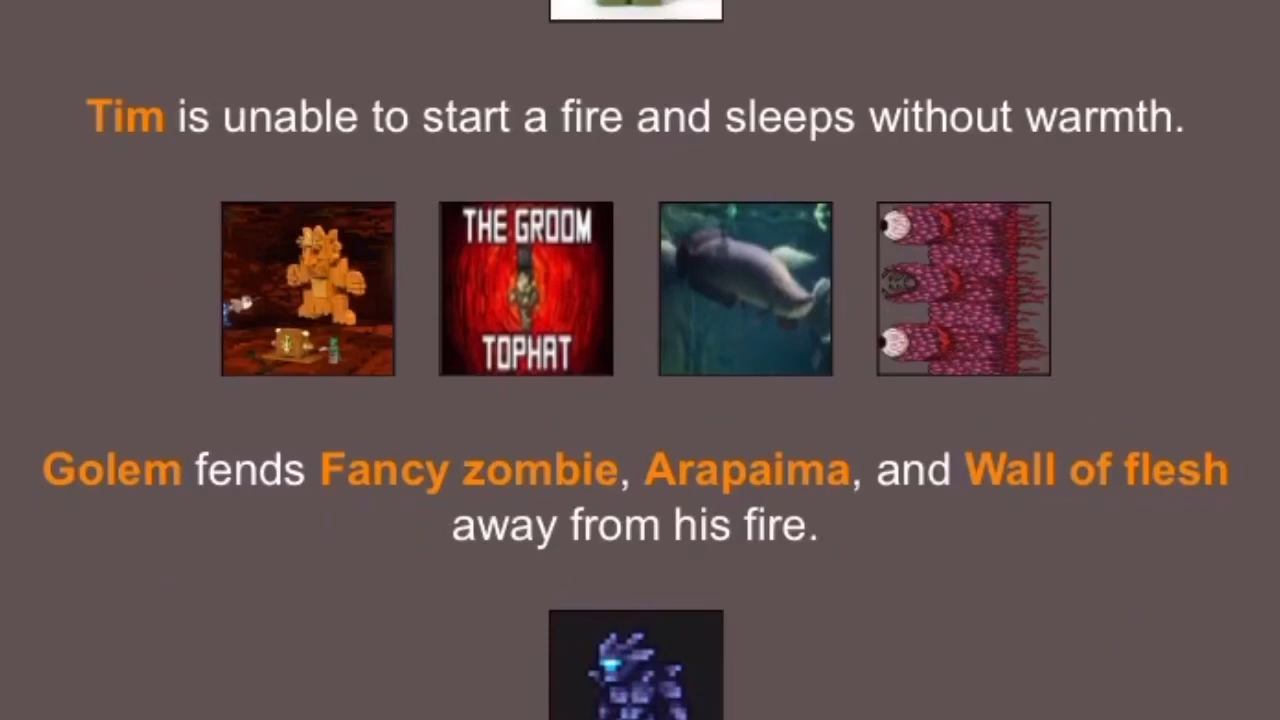 Tim is unable to start a fire and sleeps without warmth.
THE GROOM
TOPHAT
Golem fends Fancy zombie, Arapaima, and Wall of flesh
away from his fire.